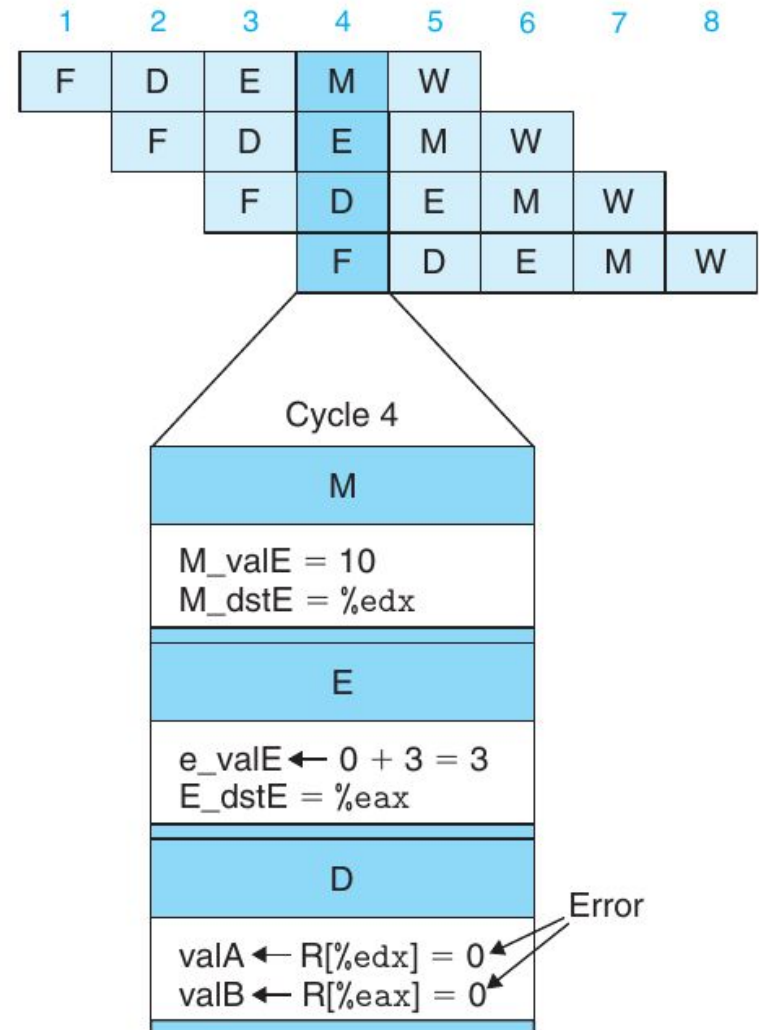 1 2 3 4 5 6 7 8
F D E M W
F D E M W
F D E M W
F D E M W
Cycle 4
M
M_valE = 10
M_dstE = %edx
E
e_valE ← 0 + 3 = 3
E_dstE = %eax
D
Error
valA ← R[%edx] = 0
valB ← R[%eax] = 0